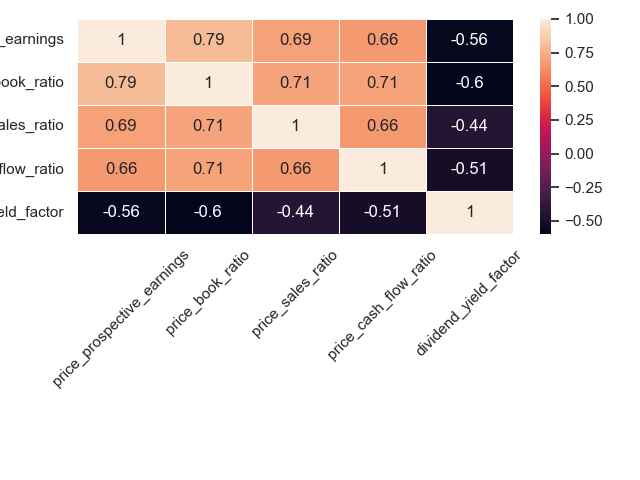 _earnings 1 0.79 0.69 0.66 -0.56
ook_ratio 0.79 1 0.71 0.71 -0.6
ales_ratio 0.69 0.71 1 0.66 -0.44
flow_ratio 0.66 0.71 0.66 1 -0.51
eld_factor -0.56 -0.6 -0.44 -0.51 1
price_prospective_earnings
price_book_ratio
price_sales_ratio
price_cash_flow_ratio
dividend_yield_factor
1.00
0.75
0.50
0.25
0.00
−0.25
−0.50